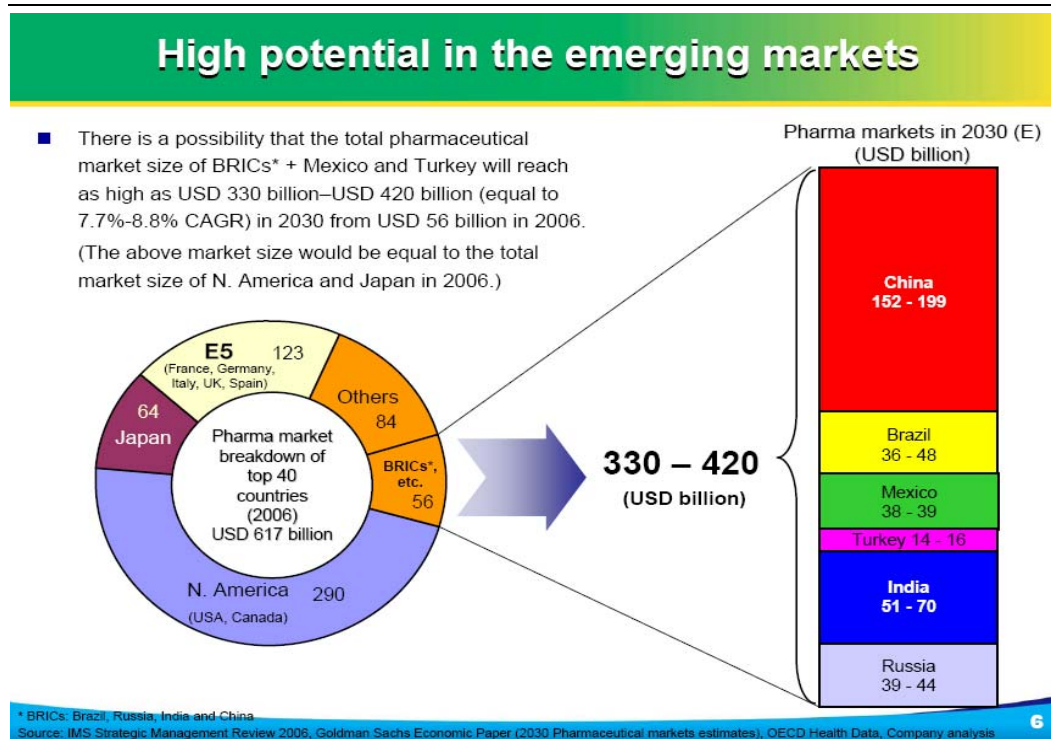 High potential in the emerging markets
There is a possibility that the total pharmaceutical
market size of BRICs* + Mexico and Turkey will reach
as high as USD 330 billion–USD 420 billion (equal to
7.7%-8.8% CAGR) in 2030 from USD 56 billion in 2006.
(The above market size would be equal to the total
market size of N. America and Japan in 2006.)
E5 123
(France, Germany,
Italy, UK, Spain)
Others
84
64
Japan
BRICs*,
etc.
56
Pharma market
breakdown of
top 40
countries
(2006)
USD 617 billion
N. America 290
(USA, Canada)
330 – 420
(USD billion)
Pharma markets in 2030 (E)
(USD billion)
China
152 - 199
Brazil
36 - 48
Mexico
38 - 39
Turkey 14 - 16
India
51 - 70
Russia
39 - 44
* BRICs: Brazil, Russia, India and China
Source: IMS Strategic Management Review 2006, Goldman Sachs Economic Paper (2030 Pharmaceutical markets estimates), OECD Health Data, Company analysis
6